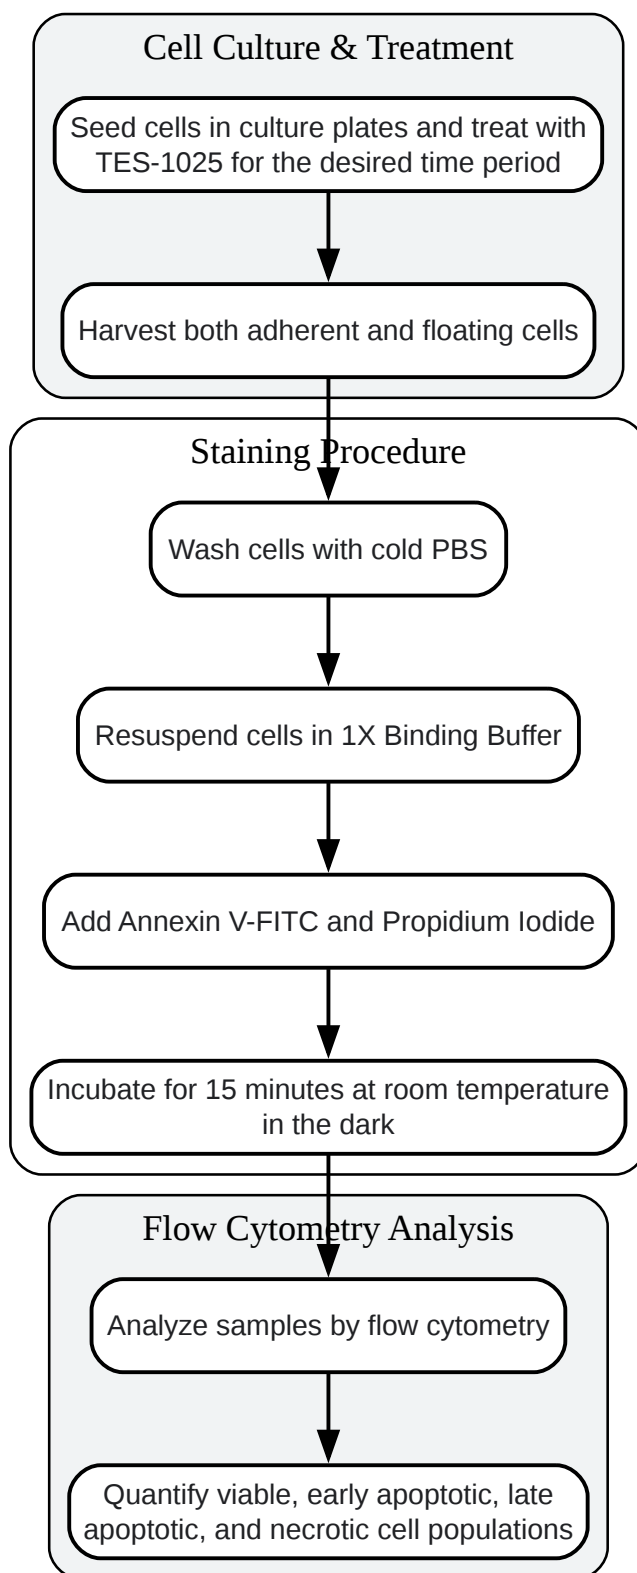 Cell Culture & Treatment
Seed cells in culture plates and treat with
TES-1025 for the desired time period
Harvest both adherent and floating cells
Staining Procedure
Wash cells with cold PBS
Resuspend cells in 1X Binding Buffer
Add Annexin V-FITC and Propidium Iodide
Incubate for 15 minutes at room temperature
in the dark
Flow Cytometry Analysis
Analyze samples by flow cytometry
Quantify viable, early apoptotic, late
apoptotic, and necrotic cell populations